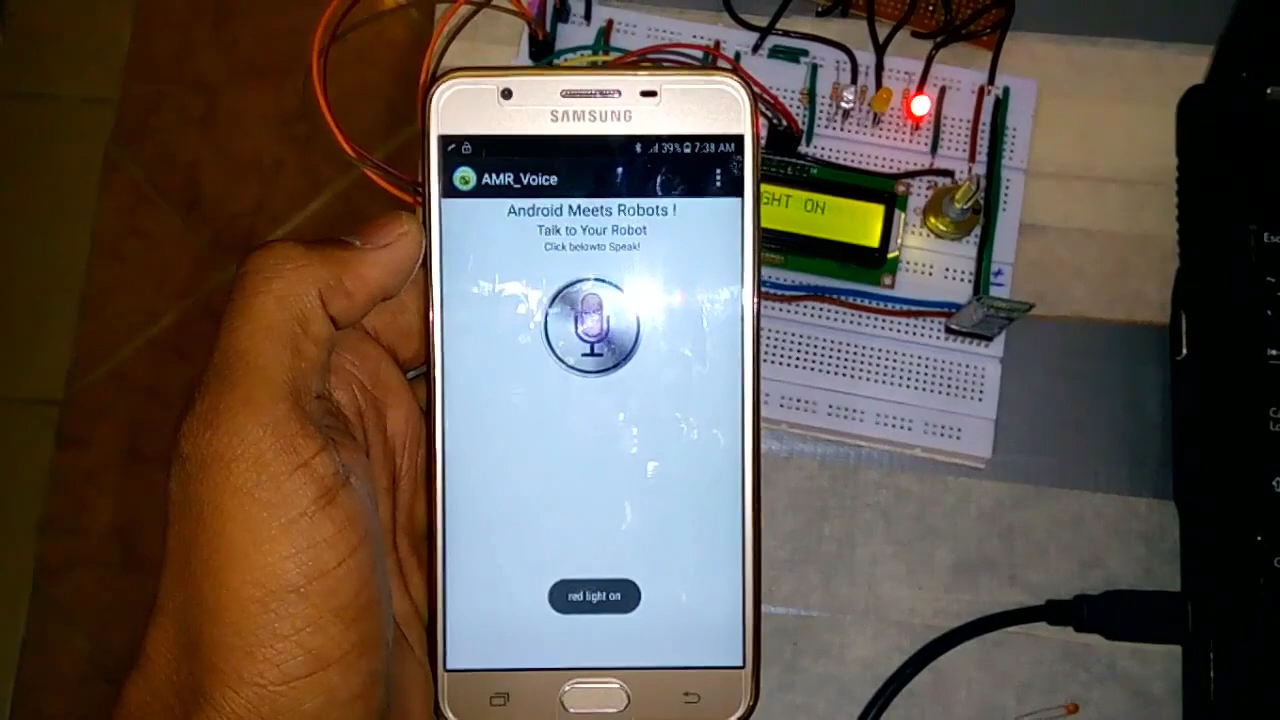 SAMSUNG
39% 7:38 AM
AMR_Voice
Android Meets Robots !
Talk to Your Robot
Click belowto Speak!
red light on
GHT ON
Esc